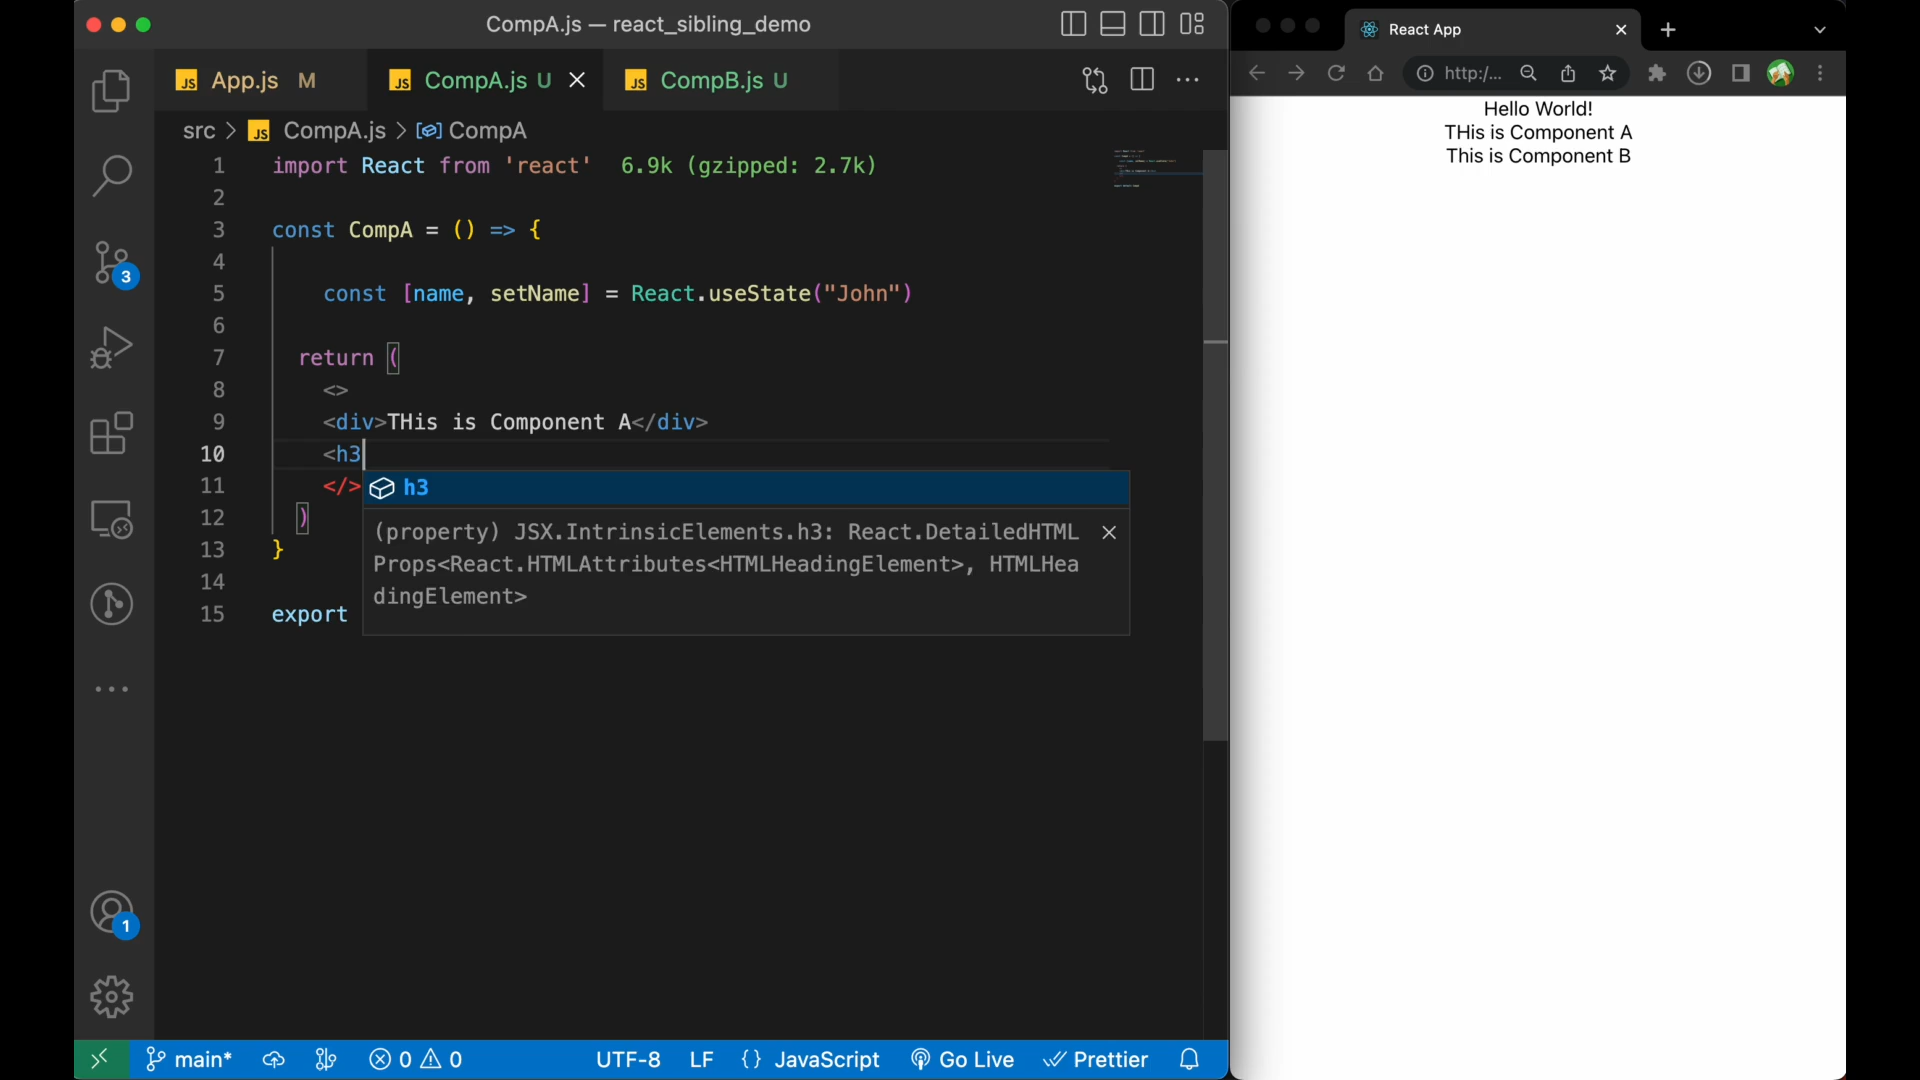 CompA.js — react_sibling_demo
App.js M
CompA.js U
CompB.js U
src > CompA.js > CompA
1 import React from 'react' 6.9k (gzipped: 2.7k)
2
3 const CompA = () => {
4
5 const [name, setName] = React.useState("John")
6
7 return (
8 <>
9 <div>THis is Component A</div>
10 <h3
11 </>
12 )
13 }
14
15 export
h3
(property) JSX.IntrinsicElements.h3: React.DetailedHTML
Props<React.HTMLAttributes<HTMLHeadingElement>, HTMLHea
dingElement>
3
1
main* 0 0 UTF-8 LF {} JavaScript Go Live Prettier
React App
http:/...
Hello World!
THis is Component A
This is Component B